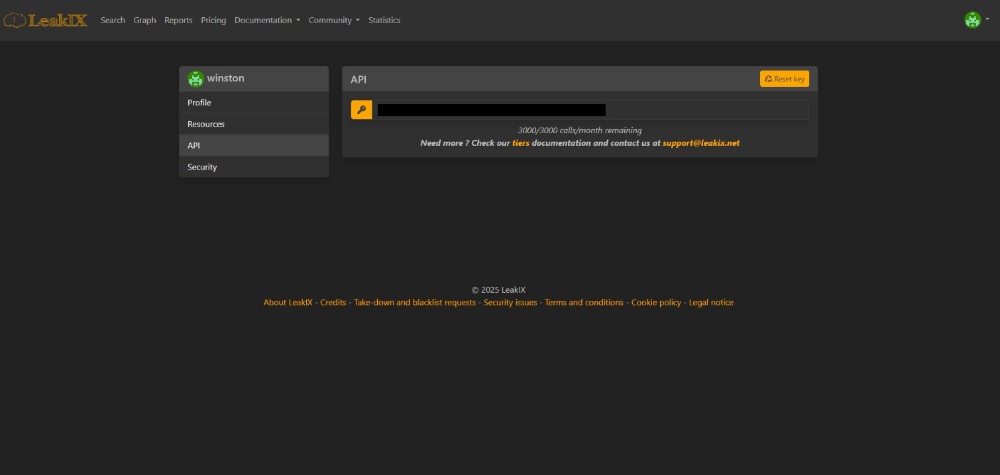 LeakIX Search Graph Reports Pricing Documentation Community Statistics
winston
Profile
Resources
API
Security
API
Reset key
3000/3000 calls/month remaining
Need more ? Check our tiers documentation and contact us at support@leakix.net
© 2025 LeakIX
About LeakIX - Credits - Take-down and blacklist requests - Security issues - Terms and conditions - Cookie policy - Legal notice